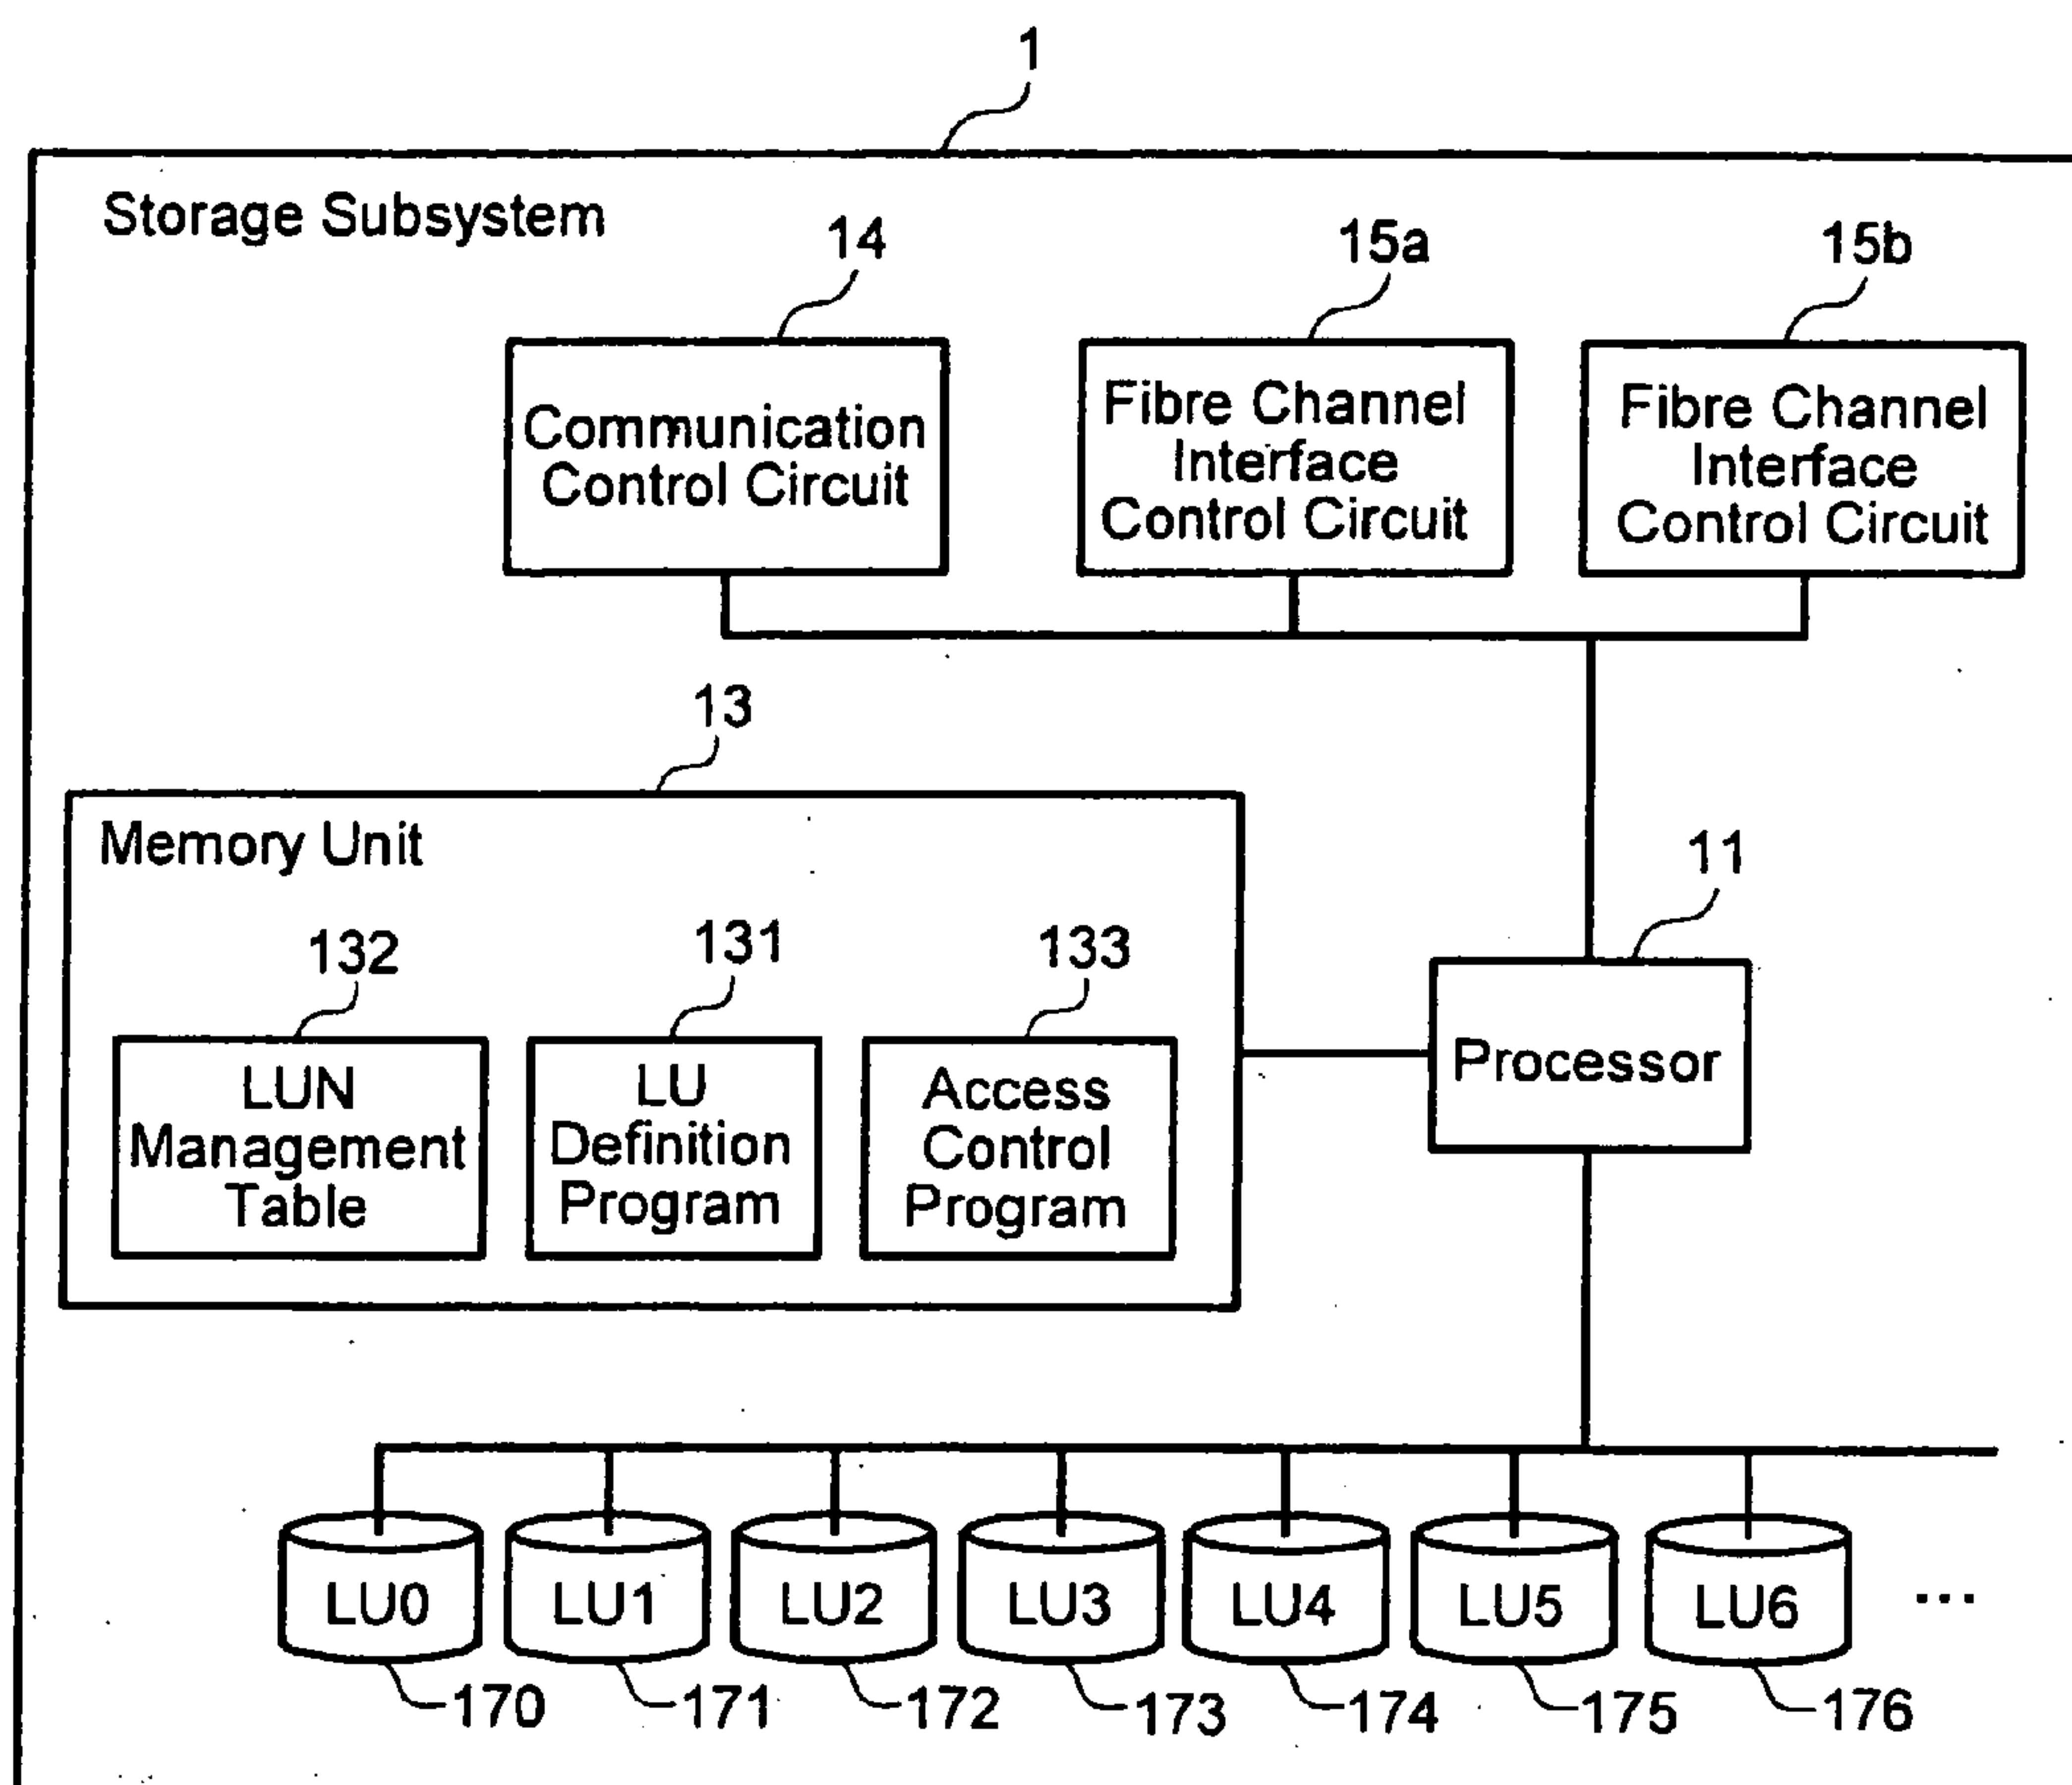 1
Storage Subsystem
14
15a
15b
Communication
Control Circuit
Fibre Channel
Interface
Control Circuit
Fibre Channel
Interface
Control Circuit
13
Memory Unit
11
132
131
133
LUN
Management
Table
LU
Definition
Program
Access
Control
Program
Processor
LU0
LU1
LU2
LU3
LU4
LU5
LU6
...
170
171
172
173
174
175
176